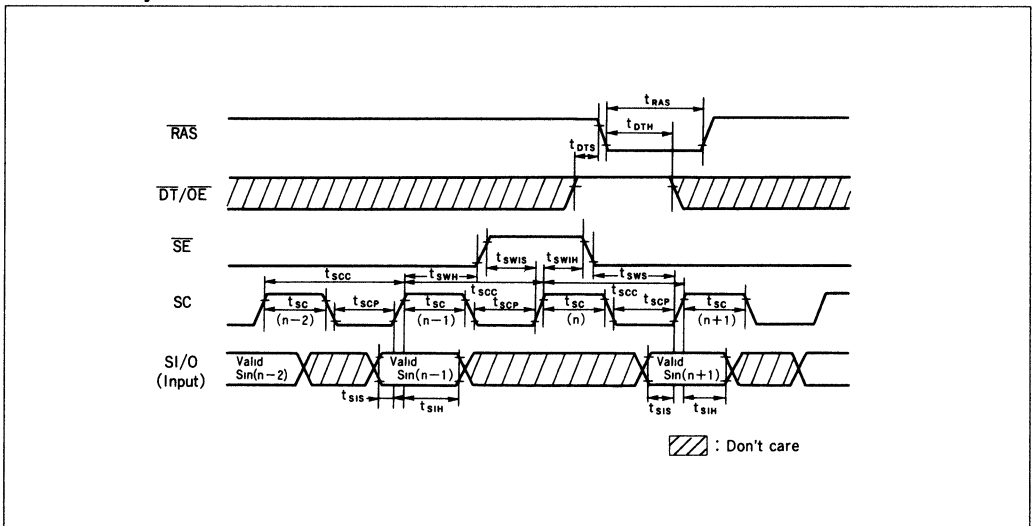 tRAS
RAS
tDTH
tDTS
DT/OE
SE
tSWIS tSWIH
tSCC tSWH tSWS
tSCC tSCC
SC tSC tSCP tSC tSCP tSC tSCP tSC
(n−2) (n−1) (n) (n+1)
SI/O Valid Valid Valid
(Input) Sin(n−2) Sin(n−1) Sin(n+1)
tSIS tSIH tSIS tSIH
: Don't care